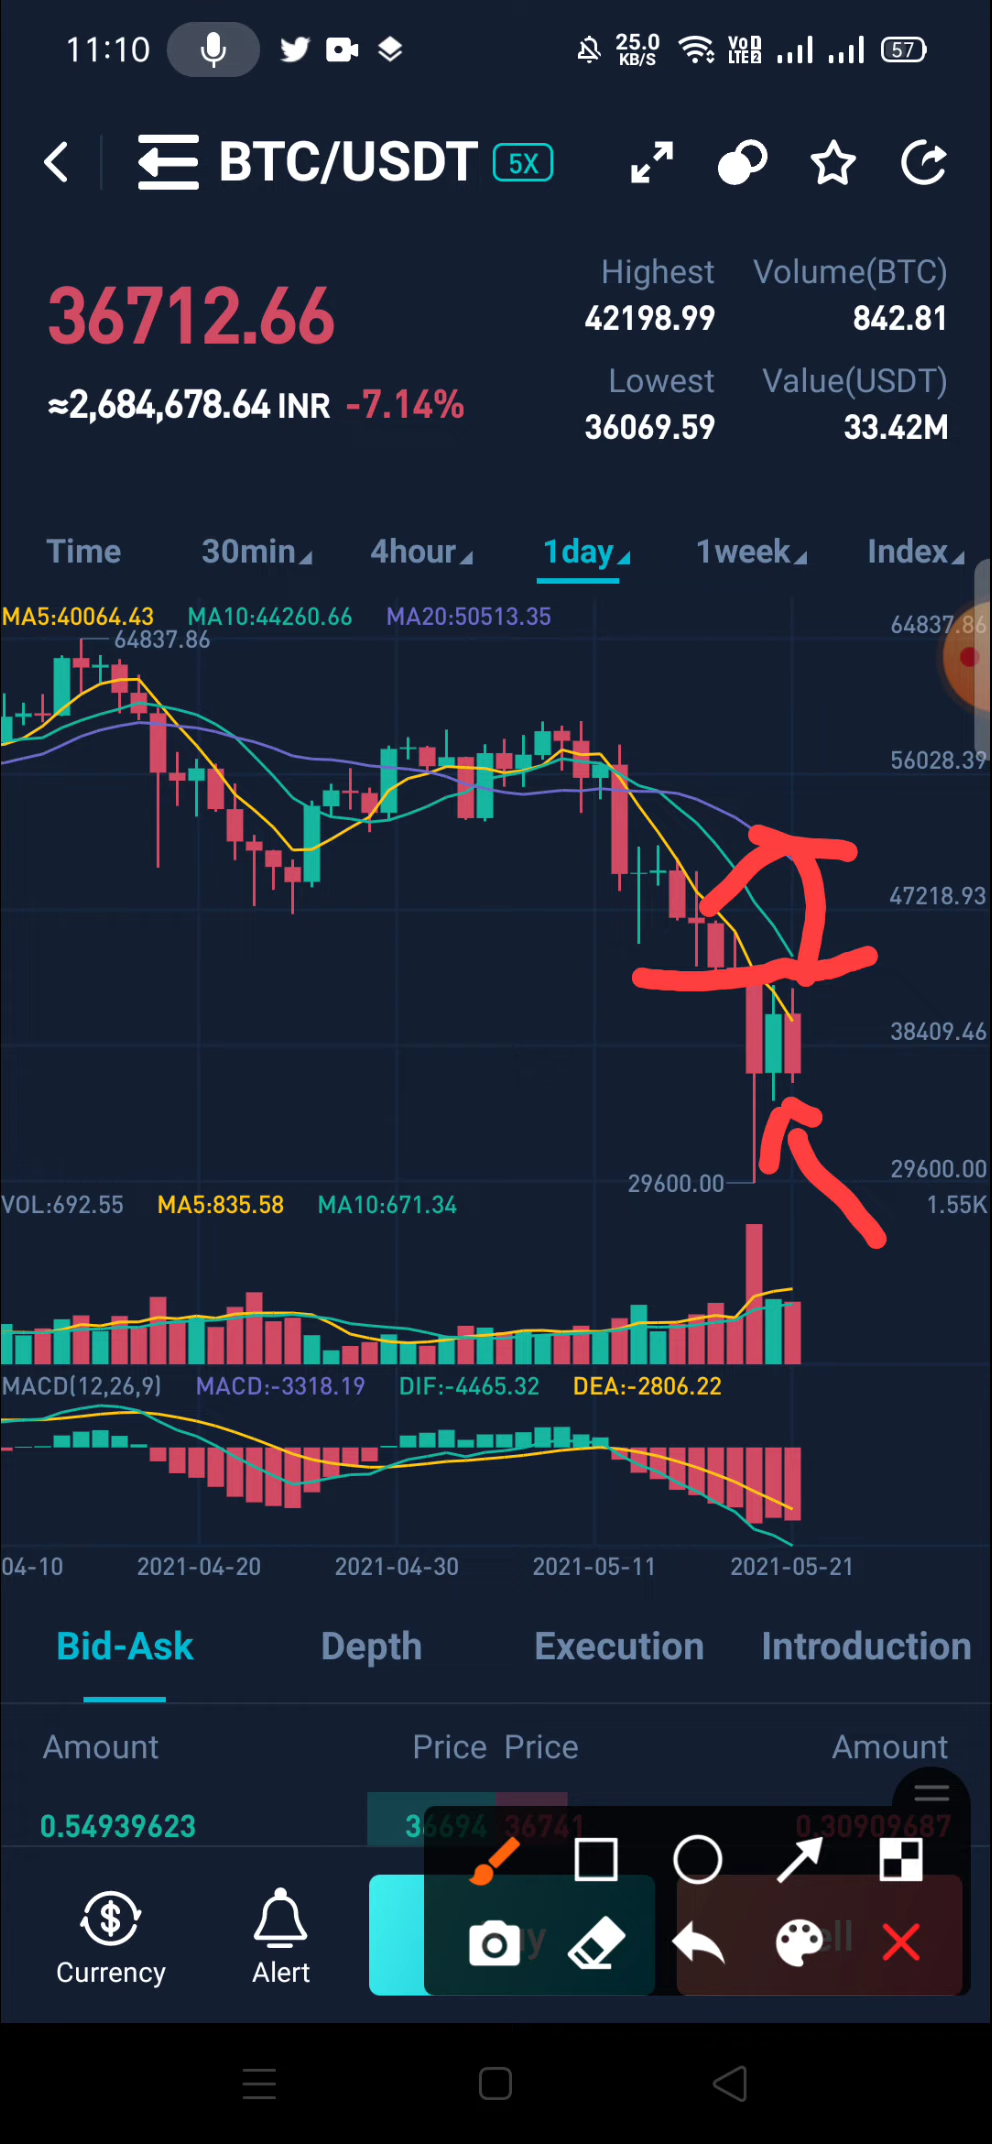 11:10 25.0 KB/S VoD LTE2 57
BTC/USDT 5X
Highest Volume(BTC)
36712.66 42198.99 842.81
Lowest Value(USDT)
≈2,684,678.64 INR -7.14% 36069.59 33.42M
Time 30min 4hour 1day 1week Index
MA5:40064.43 MA10:44260.66 MA20:50513.35
64837.86 64837.86
56028.39
47218.93
38409.46
29600.00 29600.00
VOL:692.55 MA5:835.58 MA10:671.34 1.55K
MACD(12,26,9) MACD:-3318.19 DIF:-4465.32 DEA:-2806.22
04-10 2021-04-20 2021-04-30 2021-05-11 2021-05-21
Bid-Ask Depth Execution Introduction
Amount Price Price Amount
0.54939623 36694 36741 0.30909687
Currency Alert